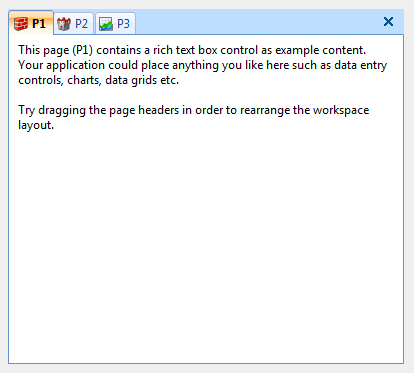 P1 P2 P3
This page (P1) contains a rich text box control as example content.
Your application could place anything you like here such as data entry
controls, charts, data grids etc.
Try dragging the page headers in order to rearrange the workspace
layout.